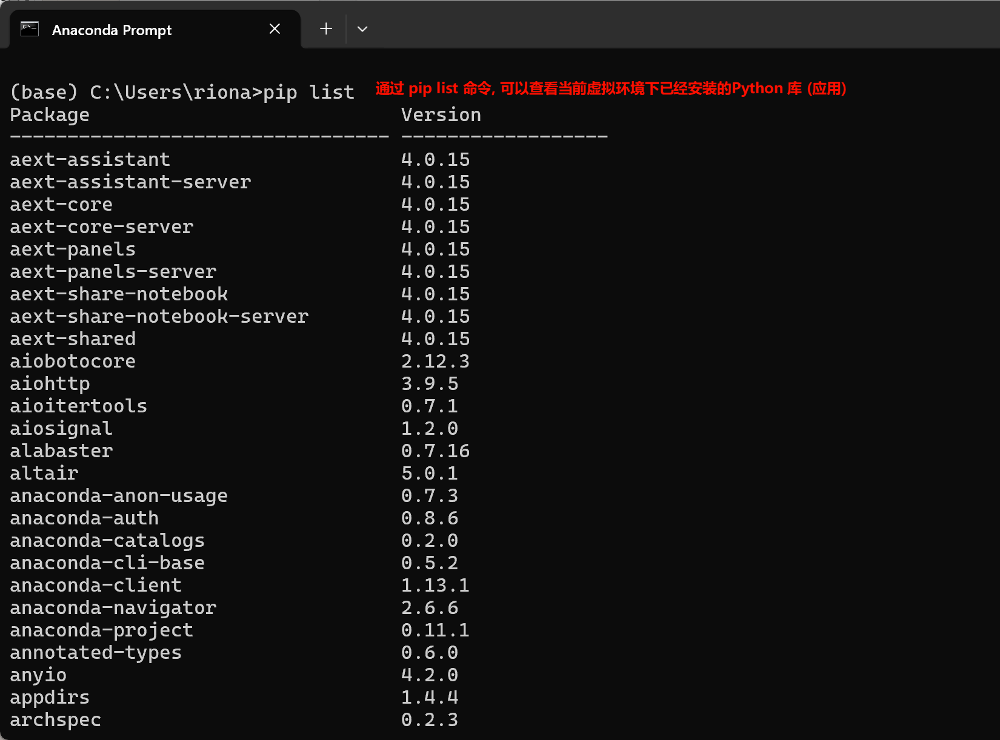 Anaconda Prompt
(base) C:\Users\riona>pip list 通过 pip list 命令, 可以查看当前虚拟环境下已经安装的Python 库 (应用)
Package Version
--------------------------------- ------------------
aext-assistant 4.0.15
aext-assistant-server 4.0.15
aext-core 4.0.15
aext-core-server 4.0.15
aext-panels 4.0.15
aext-panels-server 4.0.15
aext-share-notebook 4.0.15
aext-share-notebook-server 4.0.15
aext-shared 4.0.15
aiobotocore 2.12.3
aiohttp 3.9.5
aioitertools 0.7.1
aiosignal 1.2.0
alabaster 0.7.16
altair 5.0.1
anaconda-anon-usage 0.7.3
anaconda-auth 0.8.6
anaconda-catalogs 0.2.0
anaconda-cli-base 0.5.2
anaconda-client 1.13.1
anaconda-navigator 2.6.6
anaconda-project 0.11.1
annotated-types 0.6.0
anyio 4.2.0
appdirs 1.4.4
archspec 0.2.3